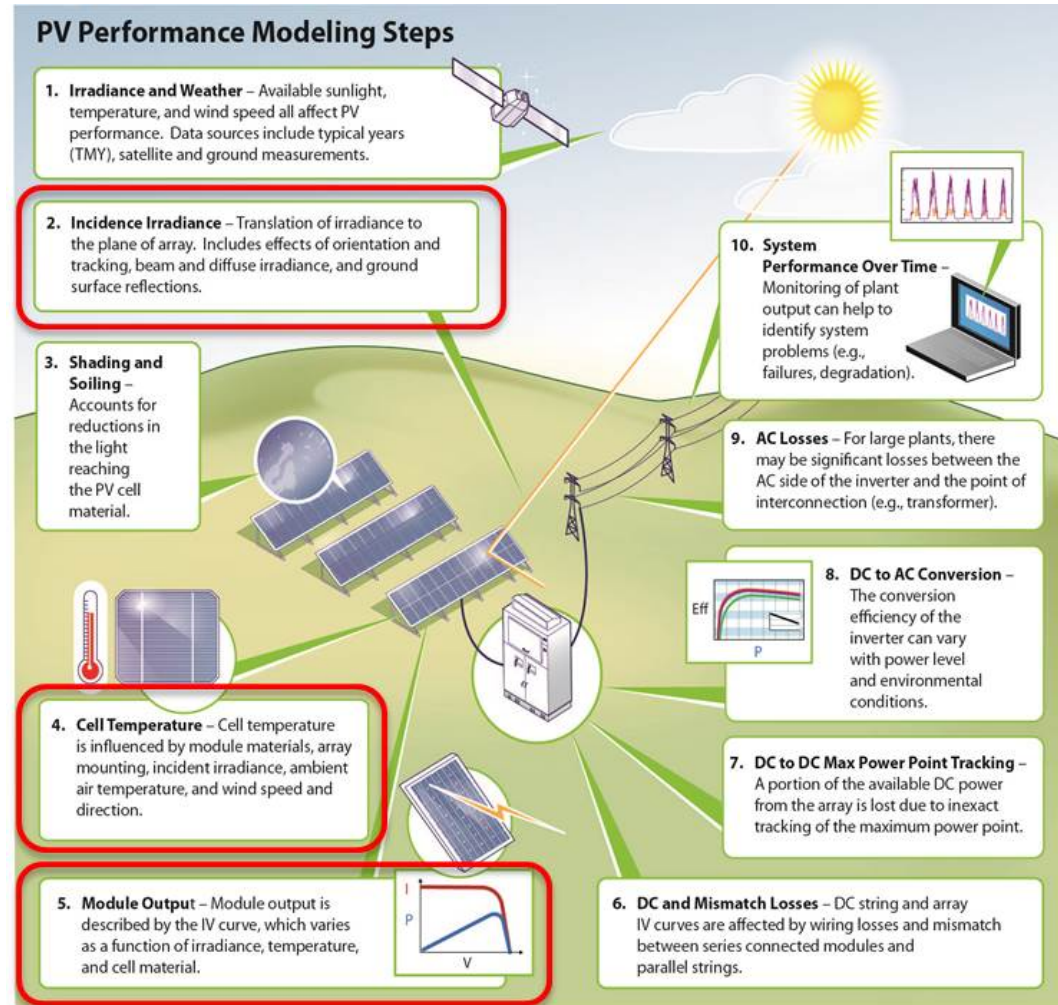 PV Performance Modeling Steps
1. Irradiance and Weather – Available sunlight,
temperature, and wind speed all affect PV
performance. Data sources include typical years
(TMY), satellite and ground measurements.
2. Incidence Irradiance – Translation of irradiance to
the plane of array. Includes effects of orientation and
tracking, beam and diffuse irradiance, and ground
surface reflections.
3. Shading and
Soiling –
Accounts for
reductions in
the light
reaching
the PV cell
material.
4. Cell Temperature – Cell temperature
is influenced by module materials, array
mounting, incident irradiance, ambient
air temperature, and wind speed and
direction.
5. Module Output – Module output is
described by the IV curve, which varies
as a function of irradiance, temperature,
and cell material.
I
P
V
6. DC and Mismatch Losses – DC string and array
IV curves are affected by wiring losses and mismatch
between series connected modules and
parallel strings.
7. DC to DC Max Power Point Tracking –
A portion of the available DC power
from the array is lost due to inexact
tracking of the maximum power point.
8. DC to AC Conversion –
The conversion
efficiency of the
inverter can vary
with power level
and environmental
conditions.
Eff
P
9. AC Losses – For large plants, there
may be significant losses between the
AC side of the inverter and the point of
interconnection (e.g., transformer).
10. System
Performance Over Time –
Monitoring of plant
output can help to
identify system
problems (e.g.,
failures, degradation).